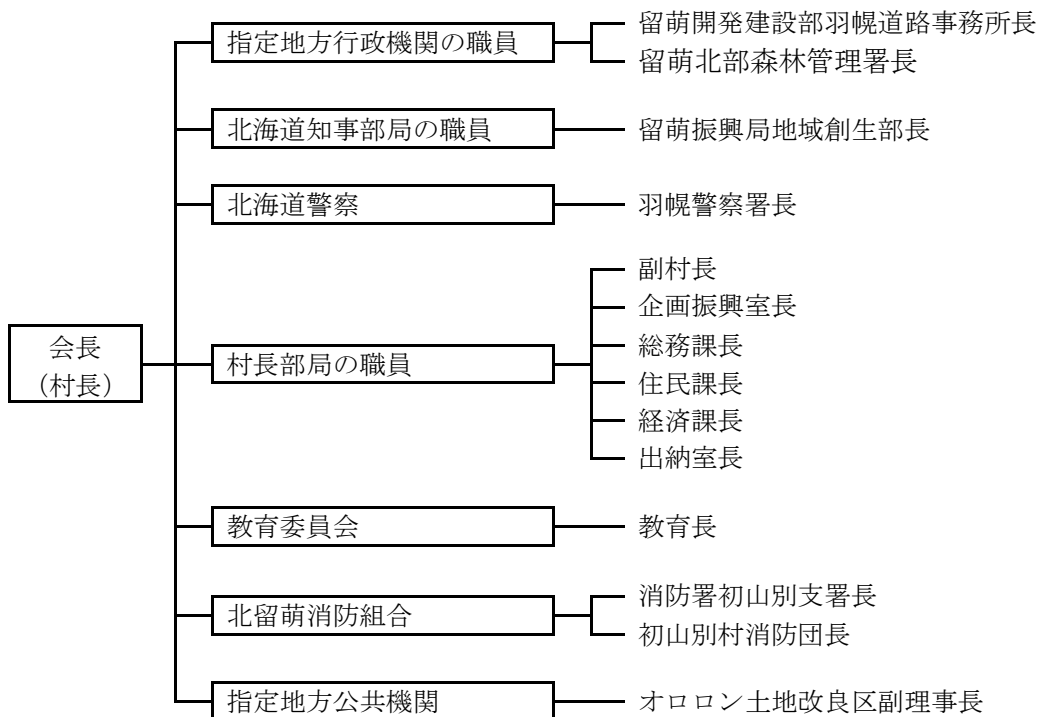 指定地方行政機関の職員
留萌開発建設部羽幌道路事務所長
留萌北部森林管理署長
北海道知事部局の職員
留萌振興局地域創生部長
北海道警察
羽幌警察署長
会長
（村長）
村長部局の職員
副村長
企画振興室長
総務課長
住民課長
経済課長
出納室長
教育委員会
教育長
北留萌消防組合
消防署初山別支署長
初山別村消防団長
指定地方公共機関
オロロン土地改良区副理事長